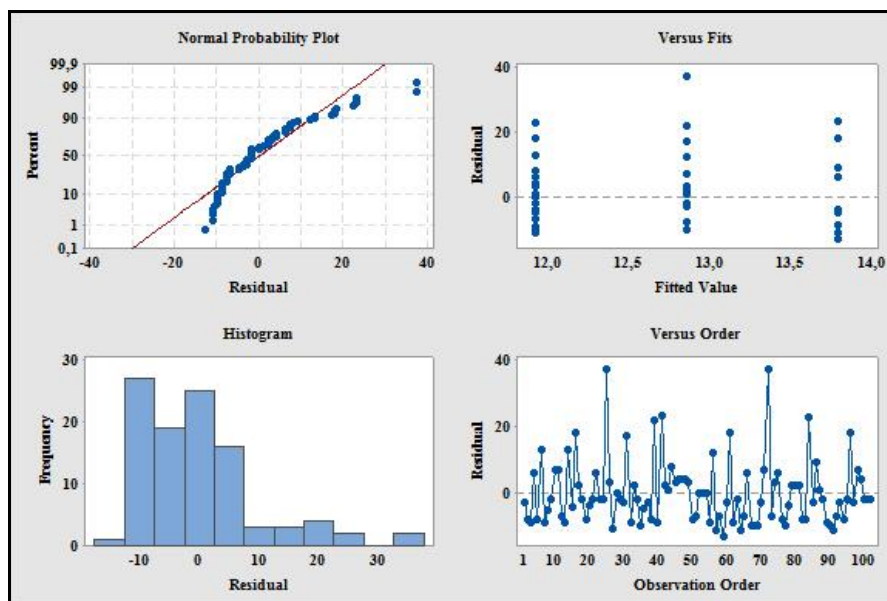 Normal Probability Plot
99,9
99
90
50
10
1
0,1
Percent
-40 -20 0 20 40
Residual
Versus Fits
40
20
0
Residual
12,0 12,5 13,0 13,5 14,0
Fitted Value
Histogram
30
20
10
0
Frequency
-10 0 10 20 30
Residual
Versus Order
40
20
0
Residual
1 10 20 30 40 50 60 70 80 90 100
Observation Order